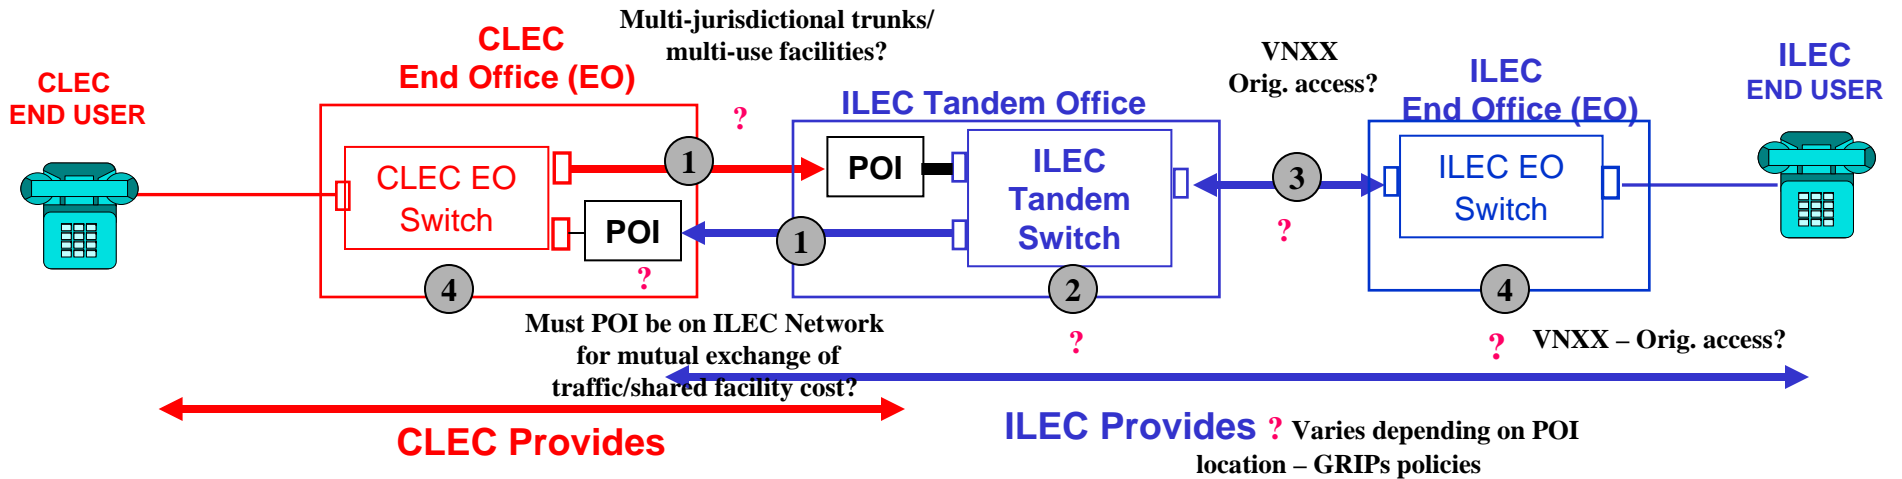 Multi-jurisdictional trunks/
multi-use facilities?
CLEC
End Office (EO)
VNXX
Orig. access?
ILEC
End Office (EO)
ILEC
END USER
CLEC
END USER
ILEC Tandem Office
?
CLEC EO
Switch
1
POI
ILEC
Tandem
Switch
3
?
ILEC EO
Switch
POI
1
?
4
2
4
Must POI be on ILEC Network
for mutual exchange of
traffic/shared facility cost?
?
?
VNXX – Orig. access?
CLEC Provides
ILEC Provides ? Varies depending on POI
location – GRIPs policies